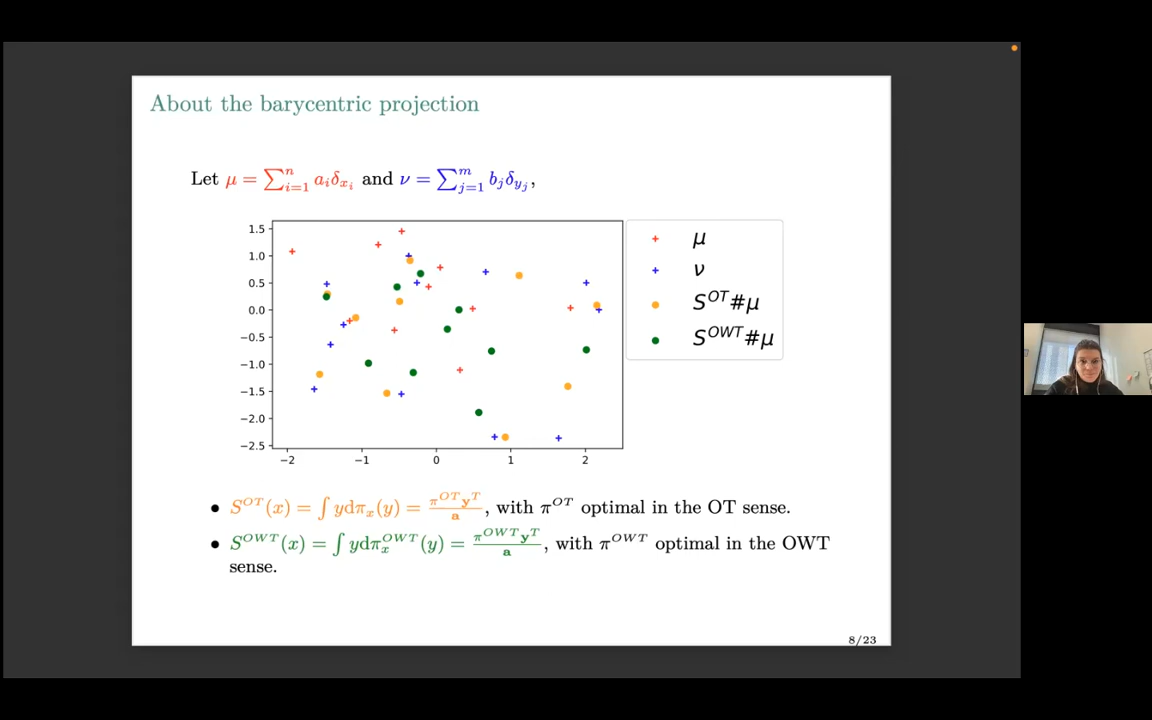 About the barycentric projection
Let μ = ∑ⁿᵢ₌₁ aᵢδₓᵢ and ν = ∑ᵐⱼ₌₁ bⱼδ_yⱼ,
1.5
1.0
0.5
0.0
−0.5
−1.0
−1.5
−2.0
−2.5
−2 −1 0 1 2
μ
ν
S^OT#μ
S^OWT#μ
• S^OT(x) = ∫ ydπₓ(y) = π^OT y^T / a, with π^OT optimal in the OT sense.
• S^OWT(x) = ∫ ydπₓ^OWT(y) = π^OWT y^T / a, with π^OWT optimal in the OWT
sense.
8/23